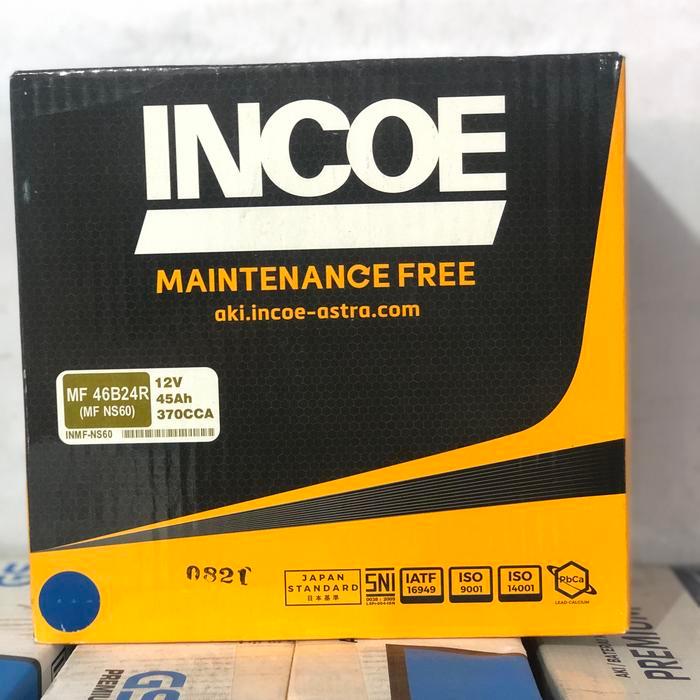 INCOE
MAINTENANCE FREE
aki.incoe-astra.com
MF 46B24R
(MF NS60)
12V
45Ah
370CCA
INMF-NS60
0821
JAPAN
STANDARD
日本基準
SNI
IATF
16949
ISO
9001
ISO
14001
PbCa
LEAD-CALCIUM
GS
PREMIUM